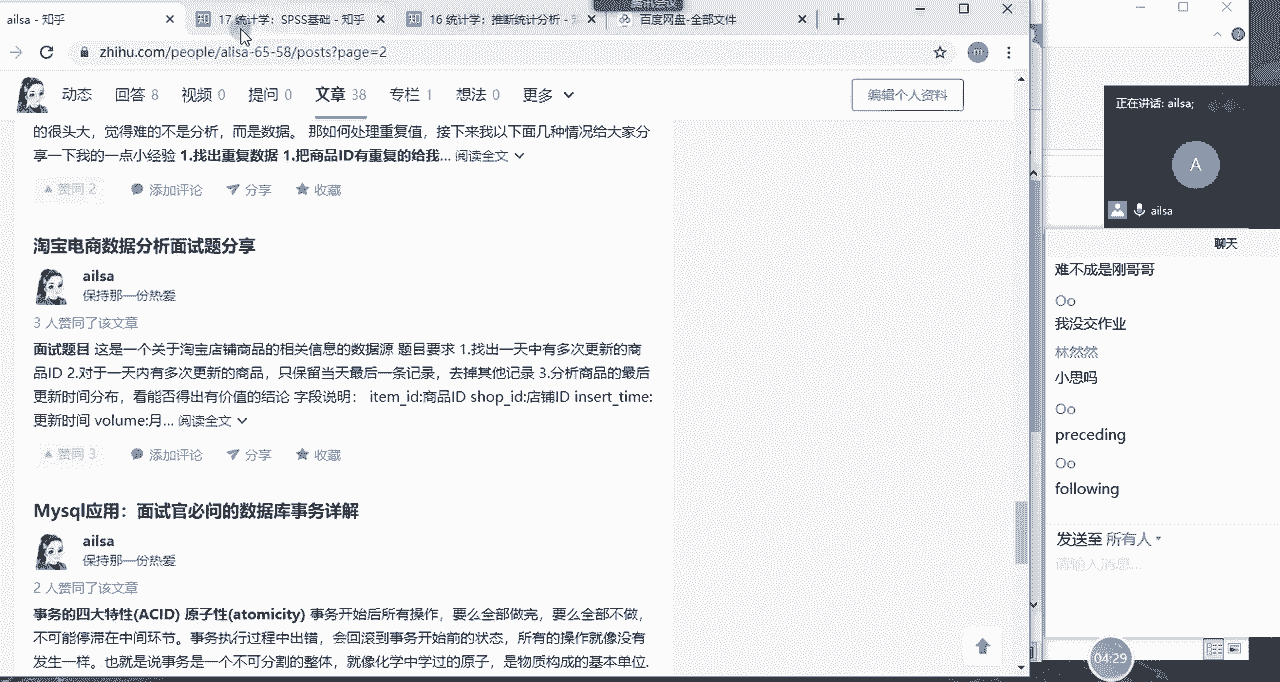 腾讯会议
ailsa - 知乎
17 统计学：SPSS基础 - 知乎
16 统计学：推断统计分析 -
百度网盘-全部文件
zhihu.com/people/alisa-65-58/posts?page=2
m
动态 回答 8 视频 0 提问 0 文章 38 专栏 1 想法 0 更多
编辑个人资料
的很头大，觉得难的不是分析，而是数据。 那如何处理重复值，接下来我以下面几种情况给大家分
享一下我的一点小经验 1.找出重复数据 1.把商品ID有重复的给我... 阅读全文
赞同 2 添加评论 分享 收藏
淘宝电商数据分析面试题分享
ailsa
保持那一份热爱
3 人赞同了该文章
面试题目 这是一个关于淘宝店铺商品的相关信息的数据源 题目要求 1.找出一天中有多次更新的商
品ID 2.对于一天内有多次更新的商品，只保留当天最后一条记录，去掉其他记录 3.分析商品的最后
更新时间分布，看能否得出有价值的结论 字段说明： item_id:商品ID shop_id:店铺ID insert_time:
更新时间 volume:月... 阅读全文
赞同 3 添加评论 分享 收藏
Mysql应用：面试官必问的数据库事务详解
ailsa
保持那一份热爱
2 人赞同了该文章
事务的四大特性(ACID) 原子性(atomicity) 事务开始后所有操作，要么全部做完，要么全部不做，
不可能停滞在中间环节。事务执行过程中出错，会回滚到事务开始前的状态，所有的操作就像没有
发生一样。也就是说事务是一个不可分割的整体，就像化学中学过的原子，是物质构成的基本单位.
正在讲话: ailsa;
A
ailsa
聊天
难不成是刚哥哥
Oo
我没交作业
林然然
小思吗
Oo
preceding
Oo
following
发送至 所有人
请输入消息...
04:29